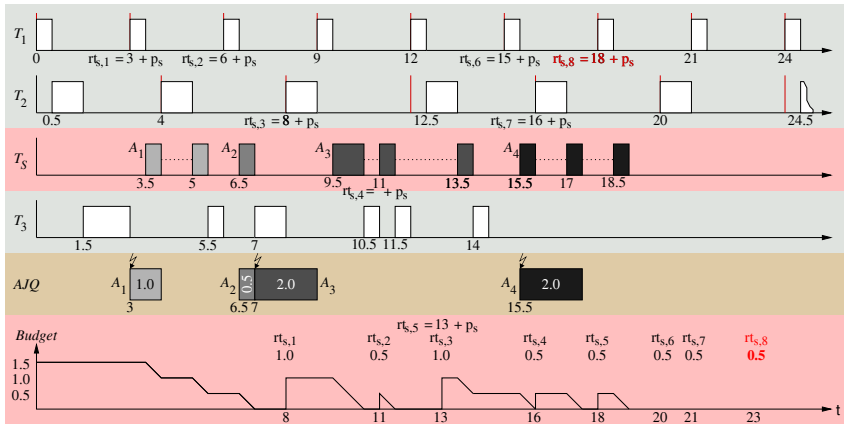 T1
0 3 6 9 12 15 18 21 24
rts,1 = 3 + ps rts,2 = 6 + ps rts,6 = 15 + ps rts,8 = 18 + ps
T2
0.5 4 8 12.5 16 20 24.5
rts,3 = 8 + ps rts,7 = 16 + ps
TS
A1 A2 A3 A4
3.5 5 6.5 9.5 11 13.5 15.5 17 18.5
rts,4 = + ps
T3
1.5 5.5 7 10.5 11.5 14
AJQ
A1 1.0 A2 0.5 2.0 A3 A4 2.0
3 6.5 7 15.5
rts,5 = 13 + ps
Budget
rts,1 rts,2 rts,3 rts,4 rts,5 rts,6 rts,7 rts,8
1.0 0.5 1.0 0.5 0.5 0.5 0.5 0.5
1.5
1.0
0.5
t
8 11 13 16 18 20 21 23